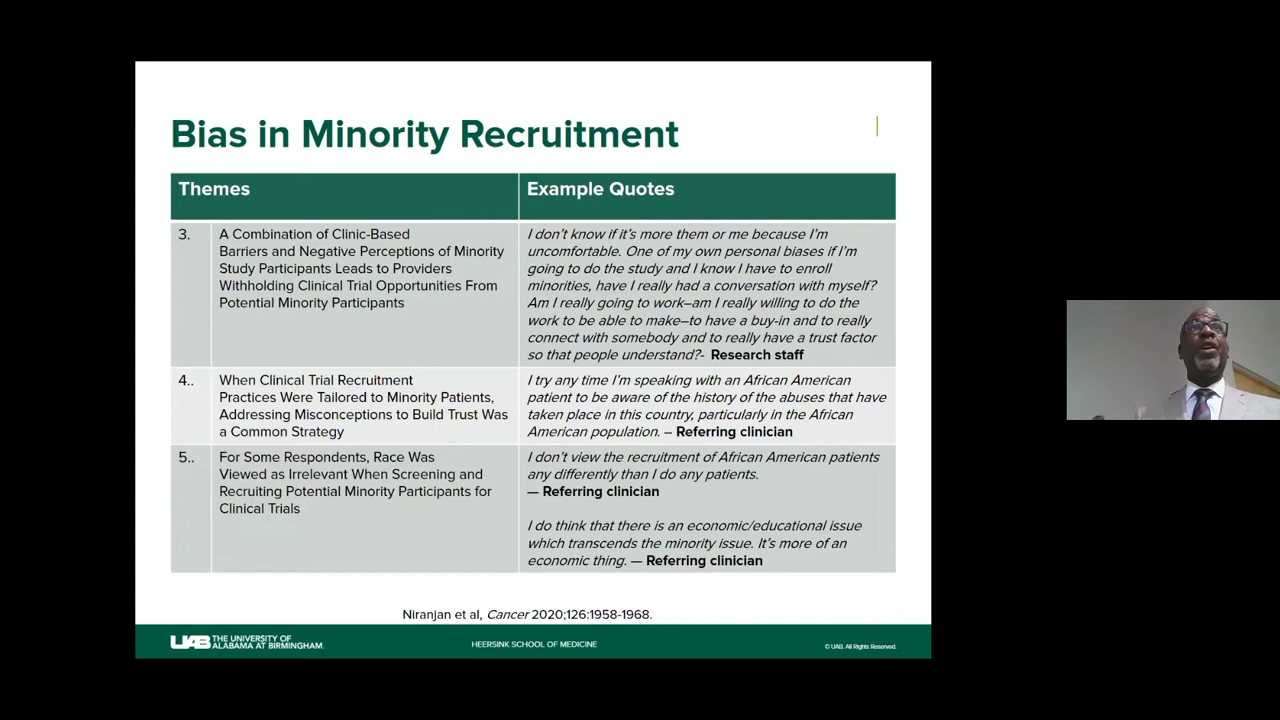 Bias in Minority Recruitment
Themes
Example Quotes
3.
A Combination of Clinic-Based
Barriers and Negative Perceptions of Minority
Study Participants Leads to Providers
Withholding Clinical Trial Opportunities From
Potential Minority Participants
I don't know if it's more them or me because I'm
uncomfortable. One of my own personal biases if I'm
going to do the study and I know I have to enroll
minorities, have I really had a conversation with myself?
Am I really going to work–am I really willing to do the
work to be able to make–to have a buy-in and to really
connect with somebody and to really have a trust factor
so that people understand?- Research staff
4..
When Clinical Trial Recruitment
Practices Were Tailored to Minority Patients,
Addressing Misconceptions to Build Trust Was
a Common Strategy
I try any time I'm speaking with an African American
patient to be aware of the history of the abuses that have
taken place in this country, particularly in the African
American population. – Referring clinician
5..
For Some Respondents, Race Was
Viewed as Irrelevant When Screening and
Recruiting Potential Minority Participants for
Clinical Trials
I don't view the recruitment of African American patients
any differently than I do any patients.
— Referring clinician
I do think that there is an economic/educational issue
which transcends the minority issue. It's more of an
economic thing. — Referring clinician
Niranjan et al, Cancer 2020;126:1958-1968.
UAB THE UNIVERSITY OF
ALABAMA AT BIRMINGHAM.
HEERSINK SCHOOL OF MEDICINE
© UAB. All Rights Reserved.